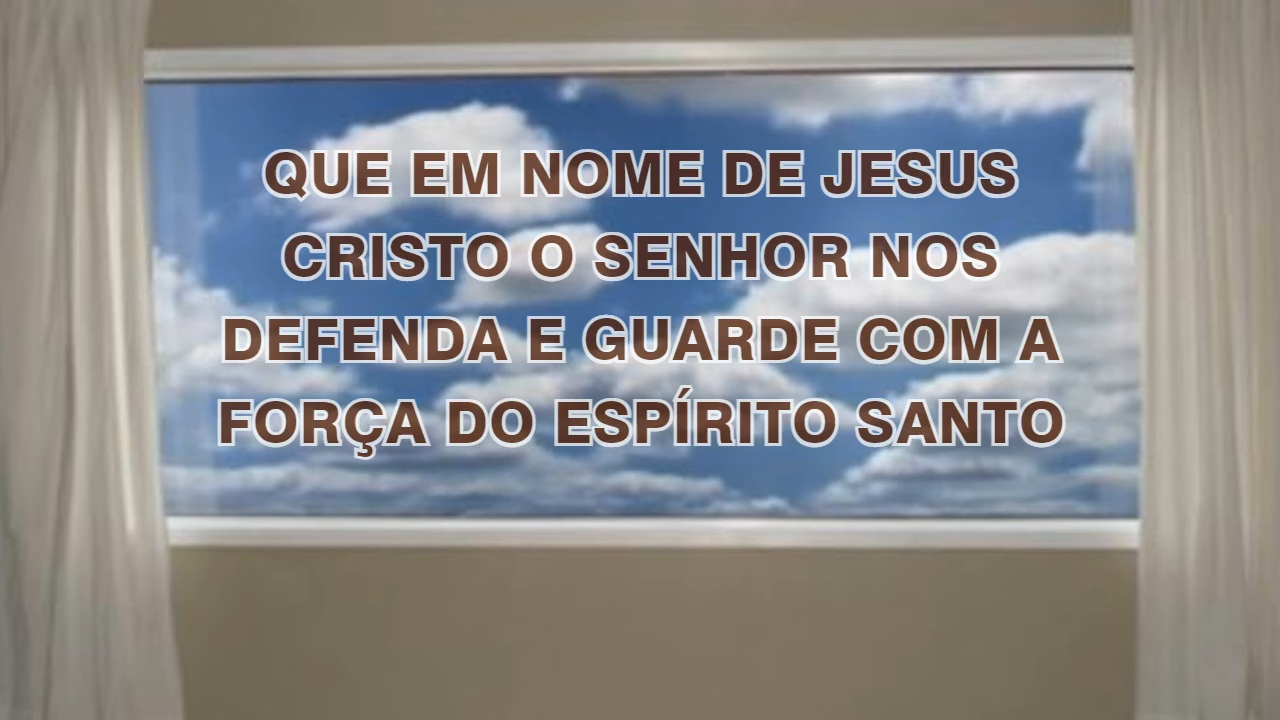 QUE EM NOME DE JESUS
CRISTO O SENHOR NOS
DEFENDA E GUARDE COM A
FORÇA DO ESPÍRITO SANTO